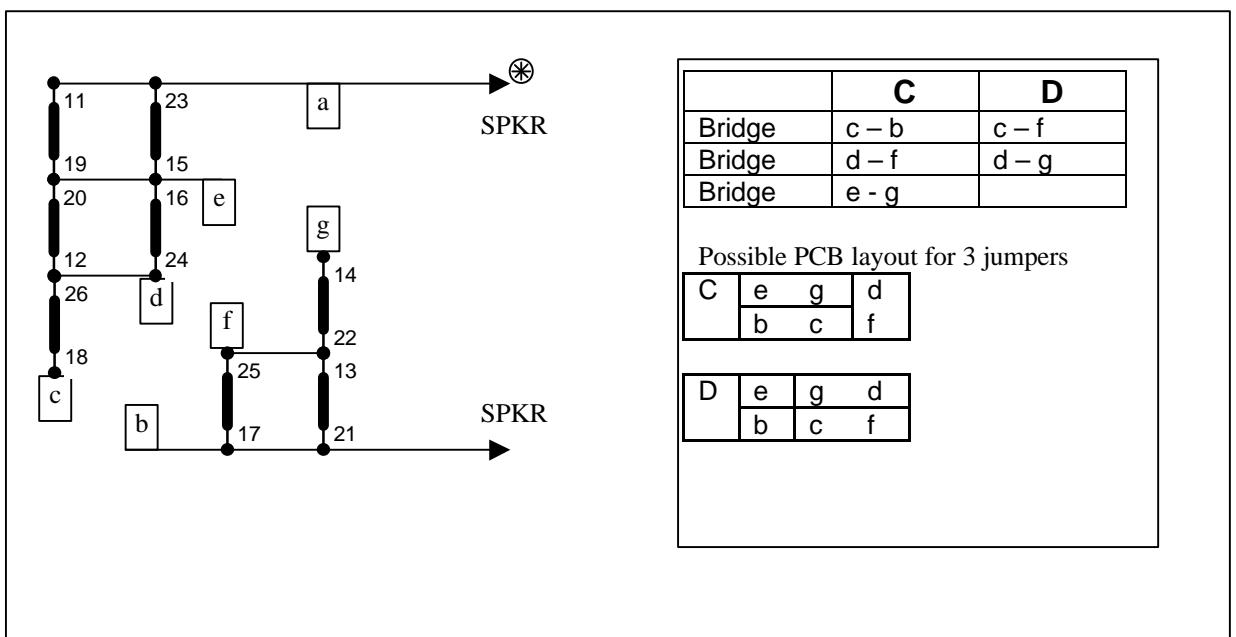 11 23 a
SPKR
19 15
20 16 e
g
12 24 14
26 d
f
22
18 25 13
c
b SPKR
17 21
C D
Bridge c – b c – f
Bridge d – f d – g
Bridge e - g
Possible PCB layout for 3 jumpers
C e g d
b c f
D e g d
b c f